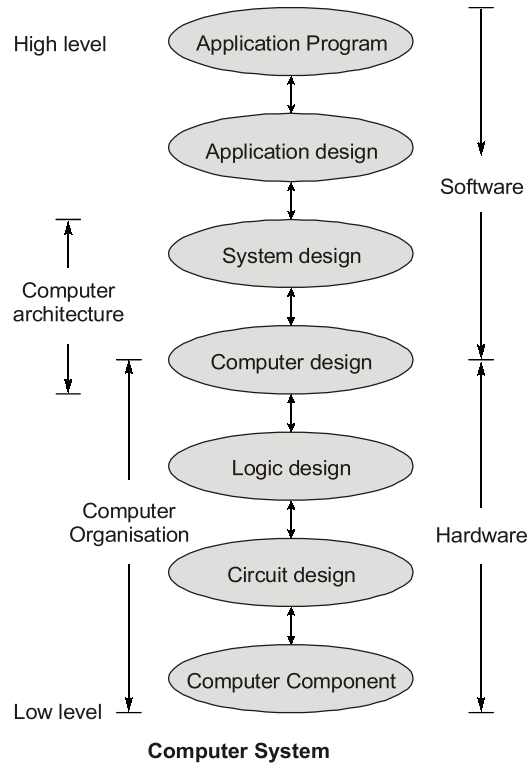 High level
Application Program
Application design
Software
System design
Computer
architecture
Computer design
Logic design
Computer
Organisation
Hardware
Circuit design
Computer Component
Low level
Computer System